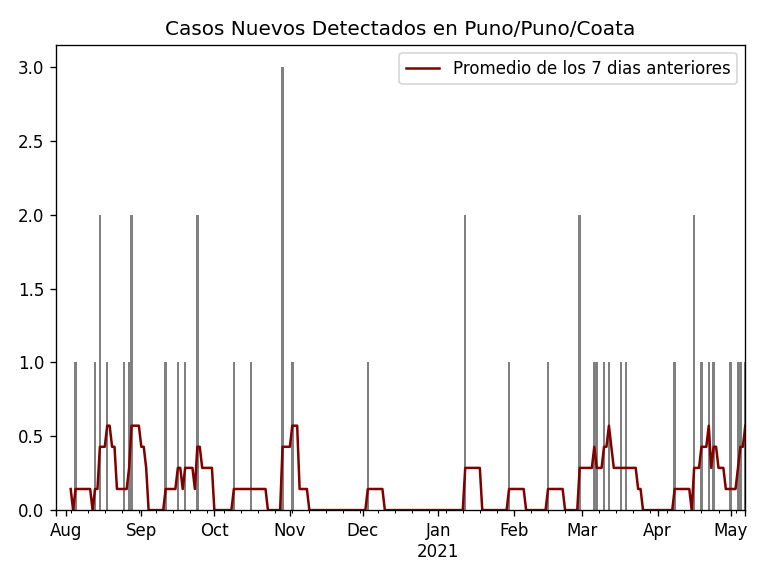 Casos Nuevos Detectados en Puno/Puno/Coata
Promedio de los 7 dias anteriores
3.0
2.5
2.0
1.5
1.0
0.5
0.0
Aug Sep Oct Nov Dec Jan Feb Mar Apr May
2021